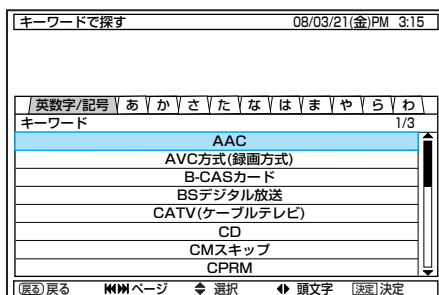 キーワードで探す 08/03/21(金)PM 3:15
英数字/記号 あ か さ た な は ま や ら わ
キーワード 1/3
AAC
AVC方式(録画方式)
B-CASカード
BSデジタル放送
CATV(ケーブルテレビ)
CD
CMスキップ
CPRM
戻る 戻る ページ 選択 頭文字 決定 決定